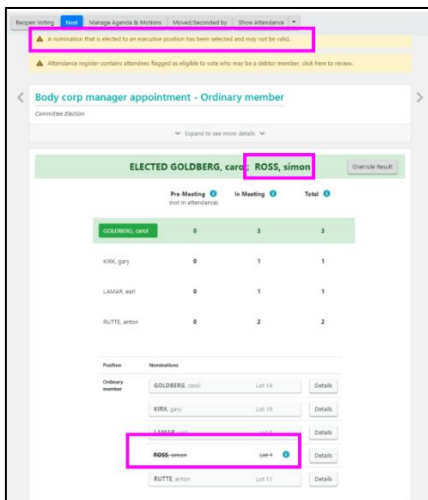 Reopen Voting Next Manage Agenda & Motions Moved/Seconded by Show Attendance
A nomination that is elected to an executive position has been selected and may not be valid.
Attendance register contains attendees flagged as eligible to vote who may be a debtor member, click here to review.
Body corp manager appointment - Ordinary member
Committee Election
Expand to see more details
ELECTED GOLDBERG, carol; ROSS, simon Override Result
Pre-Meeting In Meeting Total
(not in attendance)
GOLDBERG, carol 0 3 3
KIRK, gary 0 1 1
LAMAR, earl 0 1 1
RUTTE, anton 0 2 2
Position Nominations
Ordinary member GOLDBERG, carol Lot 14 Details
KIRK, gary Lot 19 Details
LAMAR, earl Details
ROSS, simon Lot 1 Details
RUTTE, anton Lot 11 Details